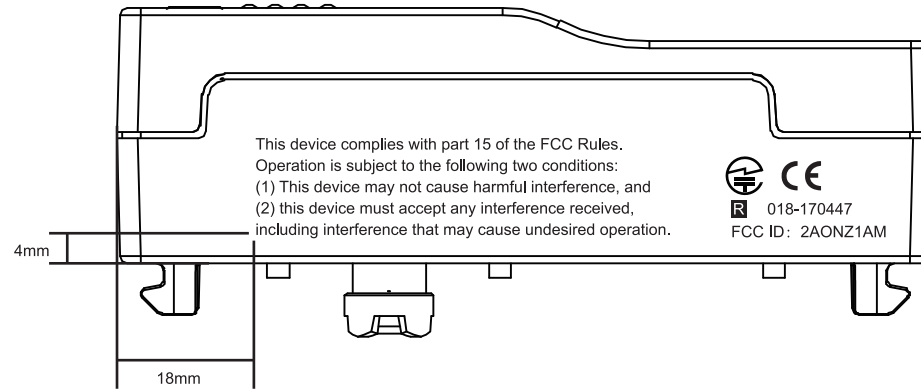 This device complies with part 15 of the FCC Rules.
Operation is subject to the following two conditions:
(1) This device may not cause harmful interference, and
(2) this device must accept any interference received,
including interference that may cause undesired operation.
CE
R 018-170447
FCC ID: 2AONZ1AM
4mm
18mm